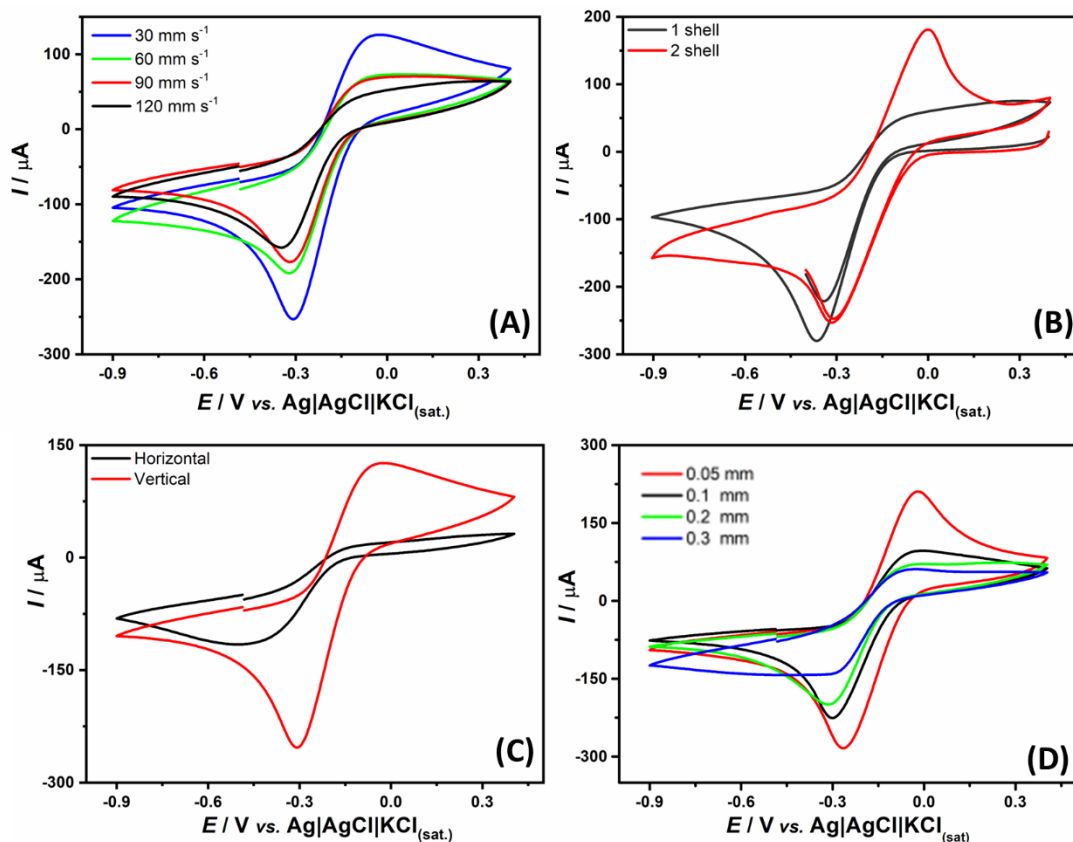 30 mm s⁻¹
60 mm s⁻¹
90 mm s⁻¹
120 mm s⁻¹
100
50
0
-50
-100
-150
-200
-250
-300
I / μA
(A)
-0.9 -0.6 -0.3 0.0 0.3
E / V vs. Ag|AgCl|KCl(sat.)
1 shell
2 shell
200
100
0
-100
-200
-300
I / μA
(B)
-0.9 -0.6 -0.3 0.0 0.3
E / V vs. Ag|AgCl|KCl(sat.)
Horizontal
Vertical
150
0
-150
-300
I / μA
(C)
-0.9 -0.6 -0.3 0.0 0.3
E / V vs. Ag|AgCl|KCl(sat.)
0.05 mm
0.1 mm
0.2 mm
0.3 mm
300
150
0
-150
-300
I / μA
(D)
-0.9 -0.6 -0.3 0.0 0.3
E / V vs. Ag|AgCl|KCl(sat)